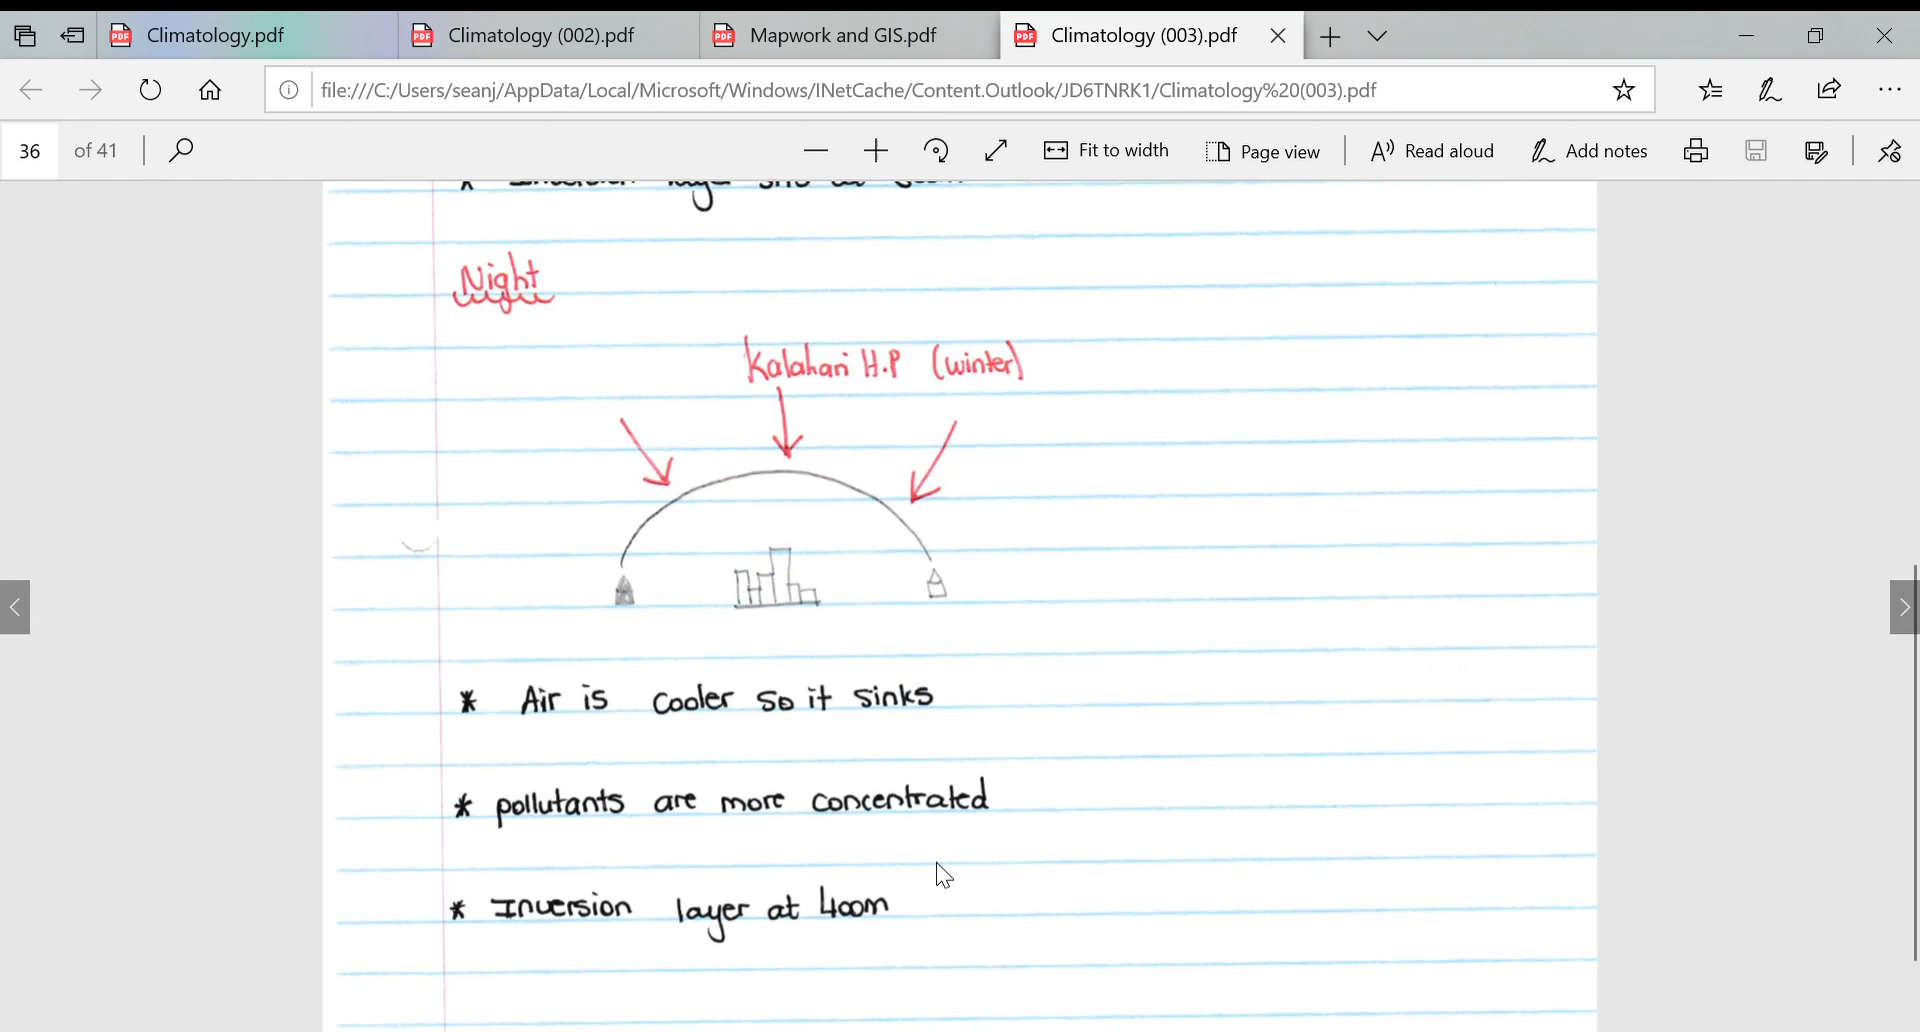 Climatology.pdf
Climatology (002).pdf
Mapwork and GIS.pdf
Climatology (003).pdf
file:///C:/Users/seanj/AppData/Local/Microsoft/Windows/INetCache/Content.Outlook/JD6TNRK1/Climatology%20(003).pdf
36 of 41
Fit to width
Page view
Read aloud
Add notes
Night
Kalahari H.P (winter)
* Air is cooler so it sinks
* pollutants are more concentrated
* Inversion layer at 400m